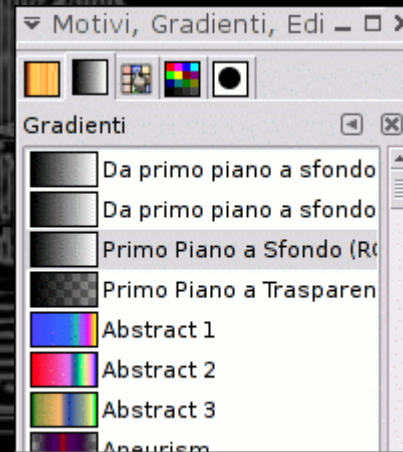 Motivi, Gradienti, Edi
Gradienti
Da primo piano a sfondo
Da primo piano a sfondo
Primo Piano a Sfondo (R
Primo Piano a Trasparen
Abstract 1
Abstract 2
Abstract 3
Aneurism